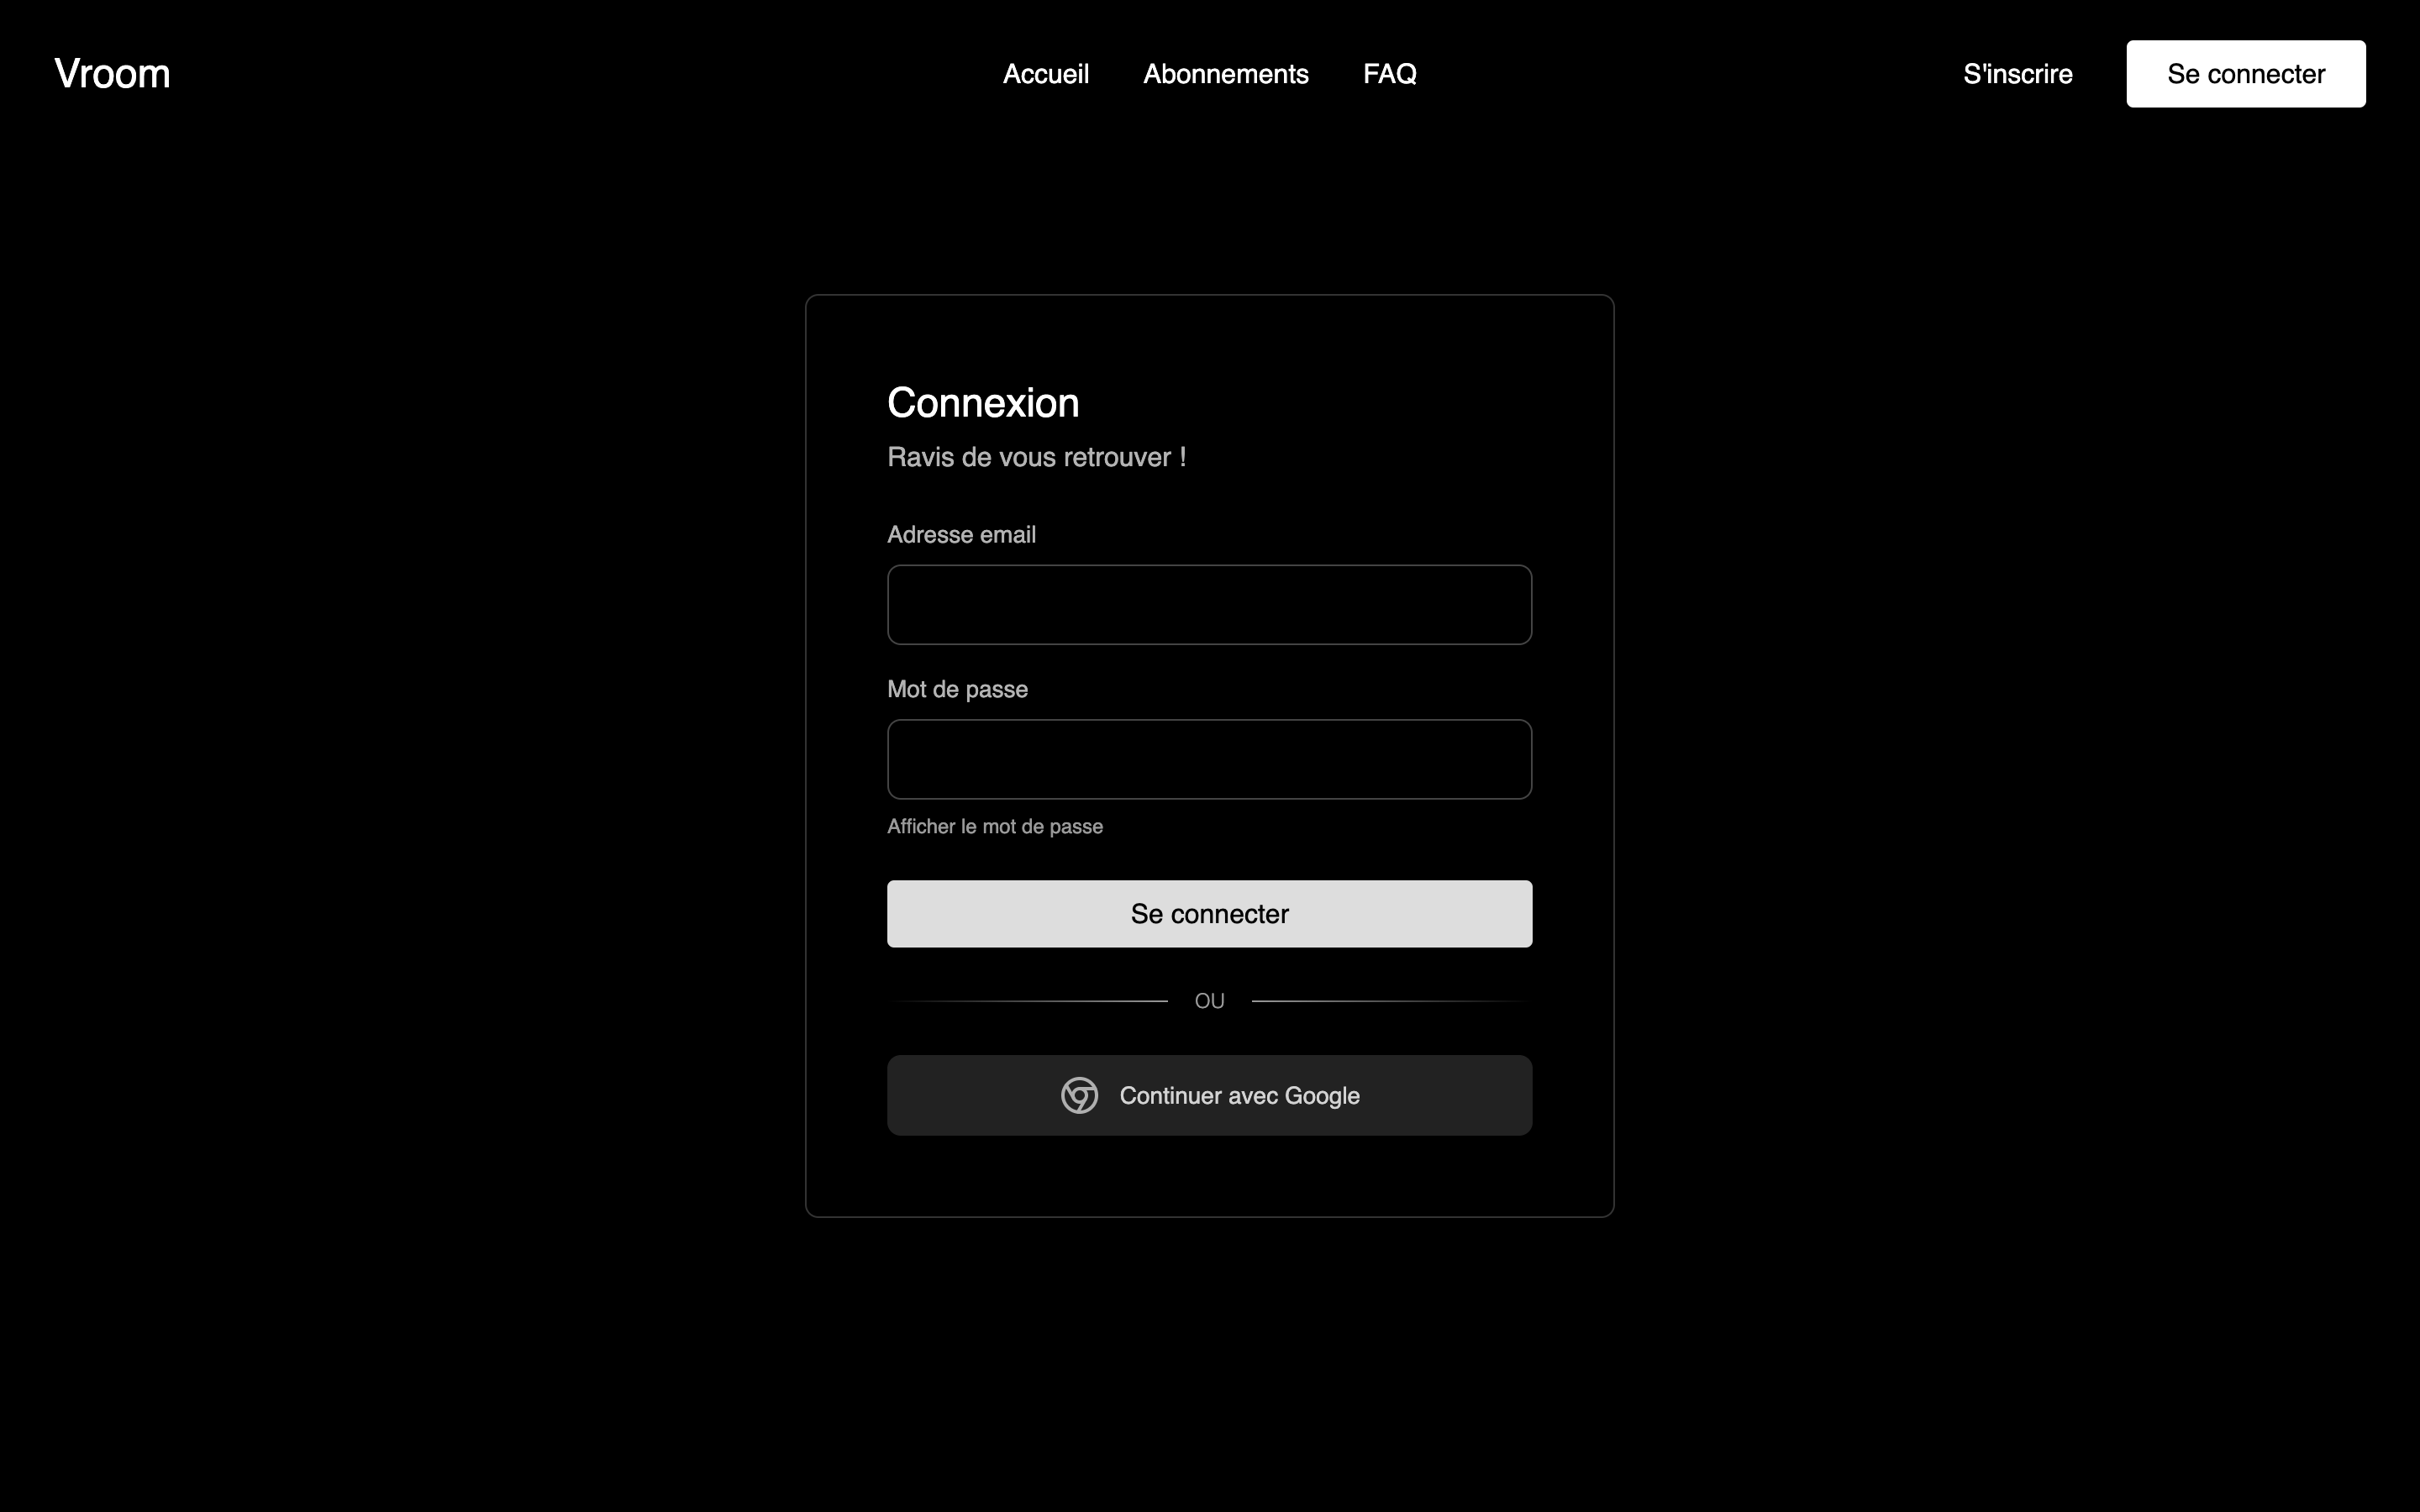 Vroom
Accueil
Abonnements
FAQ
S'inscrire
Se connecter
Connexion
Ravis de vous retrouver !
Adresse email
Mot de passe
Afficher le mot de passe
Se connecter
OU
Continuer avec Google